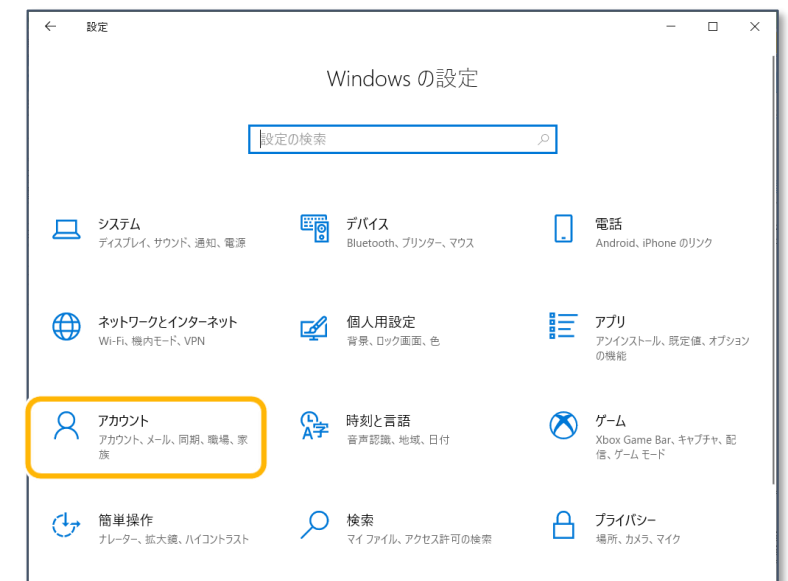 設定
Windows の設定
設定の検索
システム
ディスプレイ、サウンド、通知、電源
デバイス
Bluetooth、プリンター、マウス
電話
Android、iPhone のリンク
ネットワークとインターネット
Wi-Fi、機内モード、VPN
個人用設定
背景、ロック画面、色
アプリ
アンインストール、既定値、オプション
の機能
アカウント
アカウント、メール、同期、職場、家
族
時刻と言語
音声認識、地域、日付
ゲーム
Xbox Game Bar、キャプチャ、配
信、ゲーム モード
簡単操作
ナレーター、拡大鏡、ハイコントラスト
検索
マイ ファイル、アクセス許可の検索
プライバシー
場所、カメラ、マイク